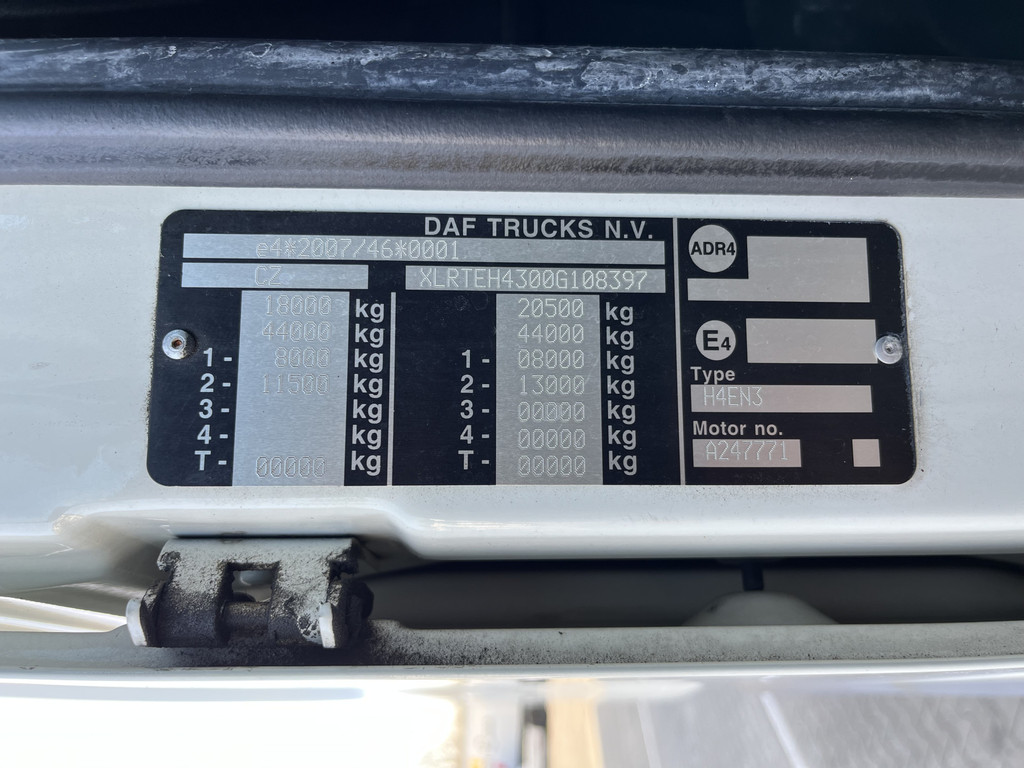 DAF TRUCKS N.V.
e4*2007/46*0001
CZ XLRTEH4300G108397
18000 kg 20500 kg
44000 kg 44000 kg
1- 8000 kg 1- 08000 kg
2- 11500 kg 2- 13000 kg
3- kg 3- 00000 kg
4- kg 4- 00000 kg
T- 00000 kg T- 00000 kg
ADR4
E4
Type
H4EN3
Motor no.
A247771